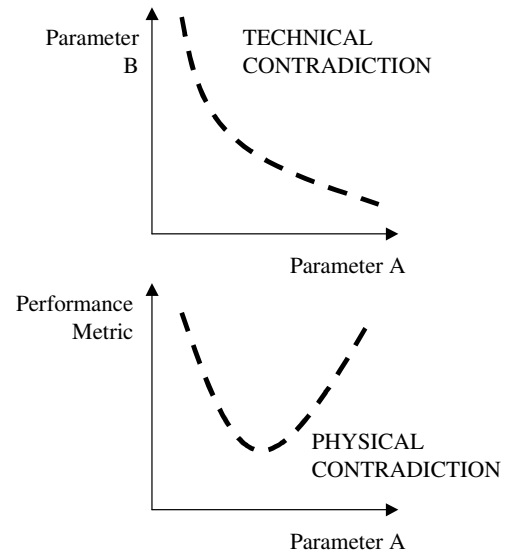 Parameter
B
TECHNICAL
CONTRADICTION
Parameter A
Performance
Metric
PHYSICAL
CONTRADICTION
Parameter A